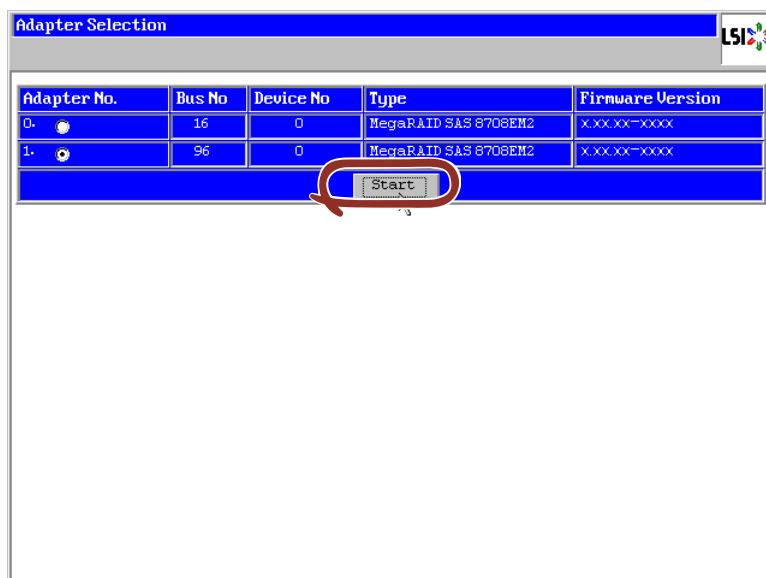 Adapter Selection
LSI
Adapter No. Bus No Device No Type Firmware Version
0. 16 0 MegaRAID SAS 8708EM2 X.XX.XX-XXXX
1. 96 0 MegaRAID SAS 8708EM2 X.XX.XX-XXXX
Start